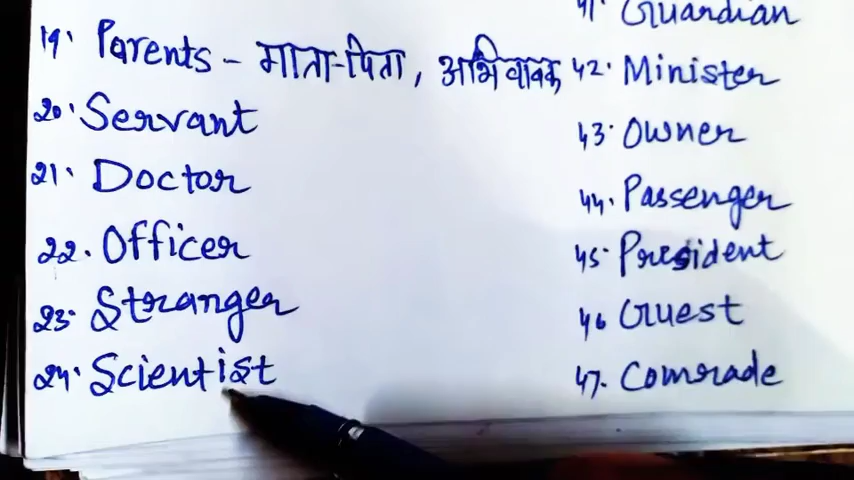 19. Parents - माता-पिता, अभिवावक
20. Servant
21. Doctor
22. Officer
23. Stranger
24. Scientist
41. Guardian
42. Minister
43. Owner
44. Passenger
45. President
46 Guest
47. Comrade